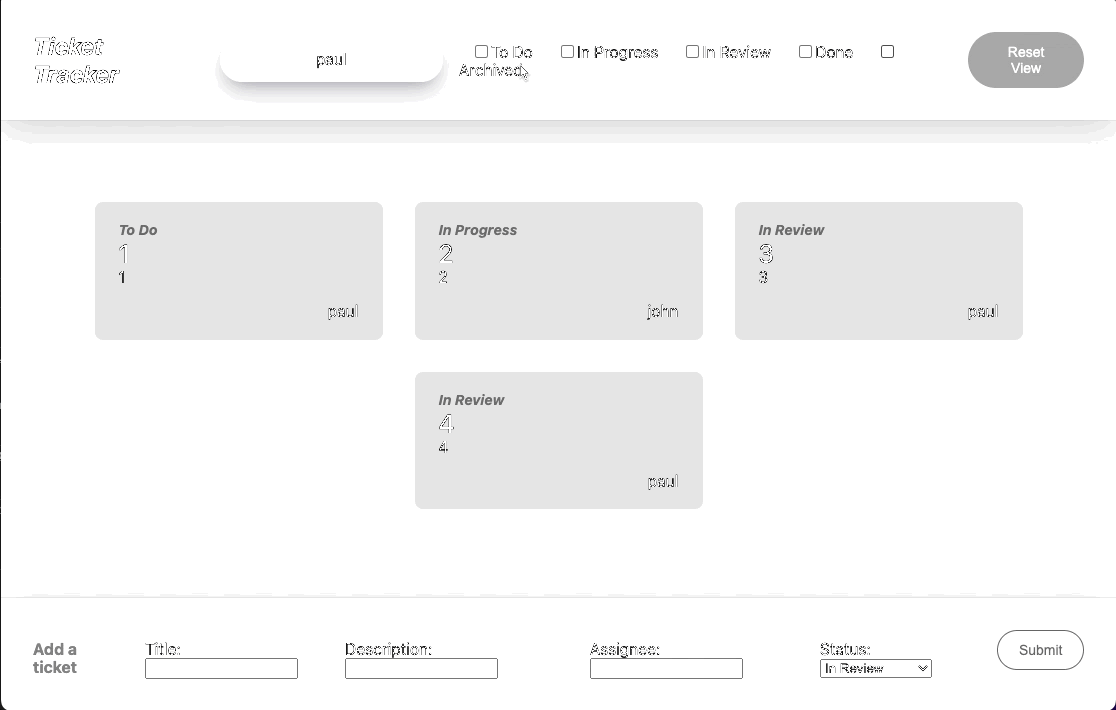 Ticket
Tracker
paul
To Do In Progress In Review Done
Archived
Reset
View
To Do
1
1
paul
In Progress
2
2
john
In Review
3
3
paul
In Review
4
4
paul
Add a
ticket
Title:
Description:
Assignee:
Status:
In Review
Submit